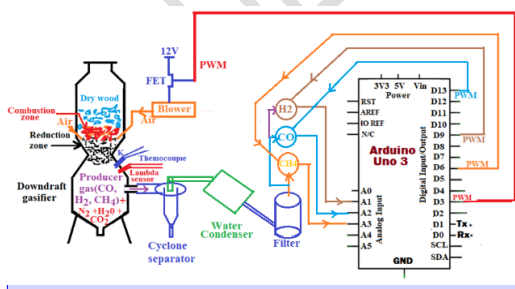 PWM
12V
FET
Blower
PWM
Dry wood
Combustion
zone
Air
Air
Reduction
zone
K
Themocouple
Lambda
sensor
Downdraft
gasifier
Producer
gas(CO,
H2, CH4)+
N2 +H20 +
CO2
Cyclone
separator
Water
Condenser
Filter
H2
CO
CH4
3V3 5V Vin
Power
RST
AREF
IO REF
N/C
Arduino
Uno 3
A0
A1
A2
A3
A4
A5
Analog Input
Digital Input/Output
D13
D12
D11
D10
D9
D8
D7
D6
D5
D4
D3
D2
D1
D0
SCL
SDA
GND
PWM
PWM
PWM
PWM
Tx
Rx